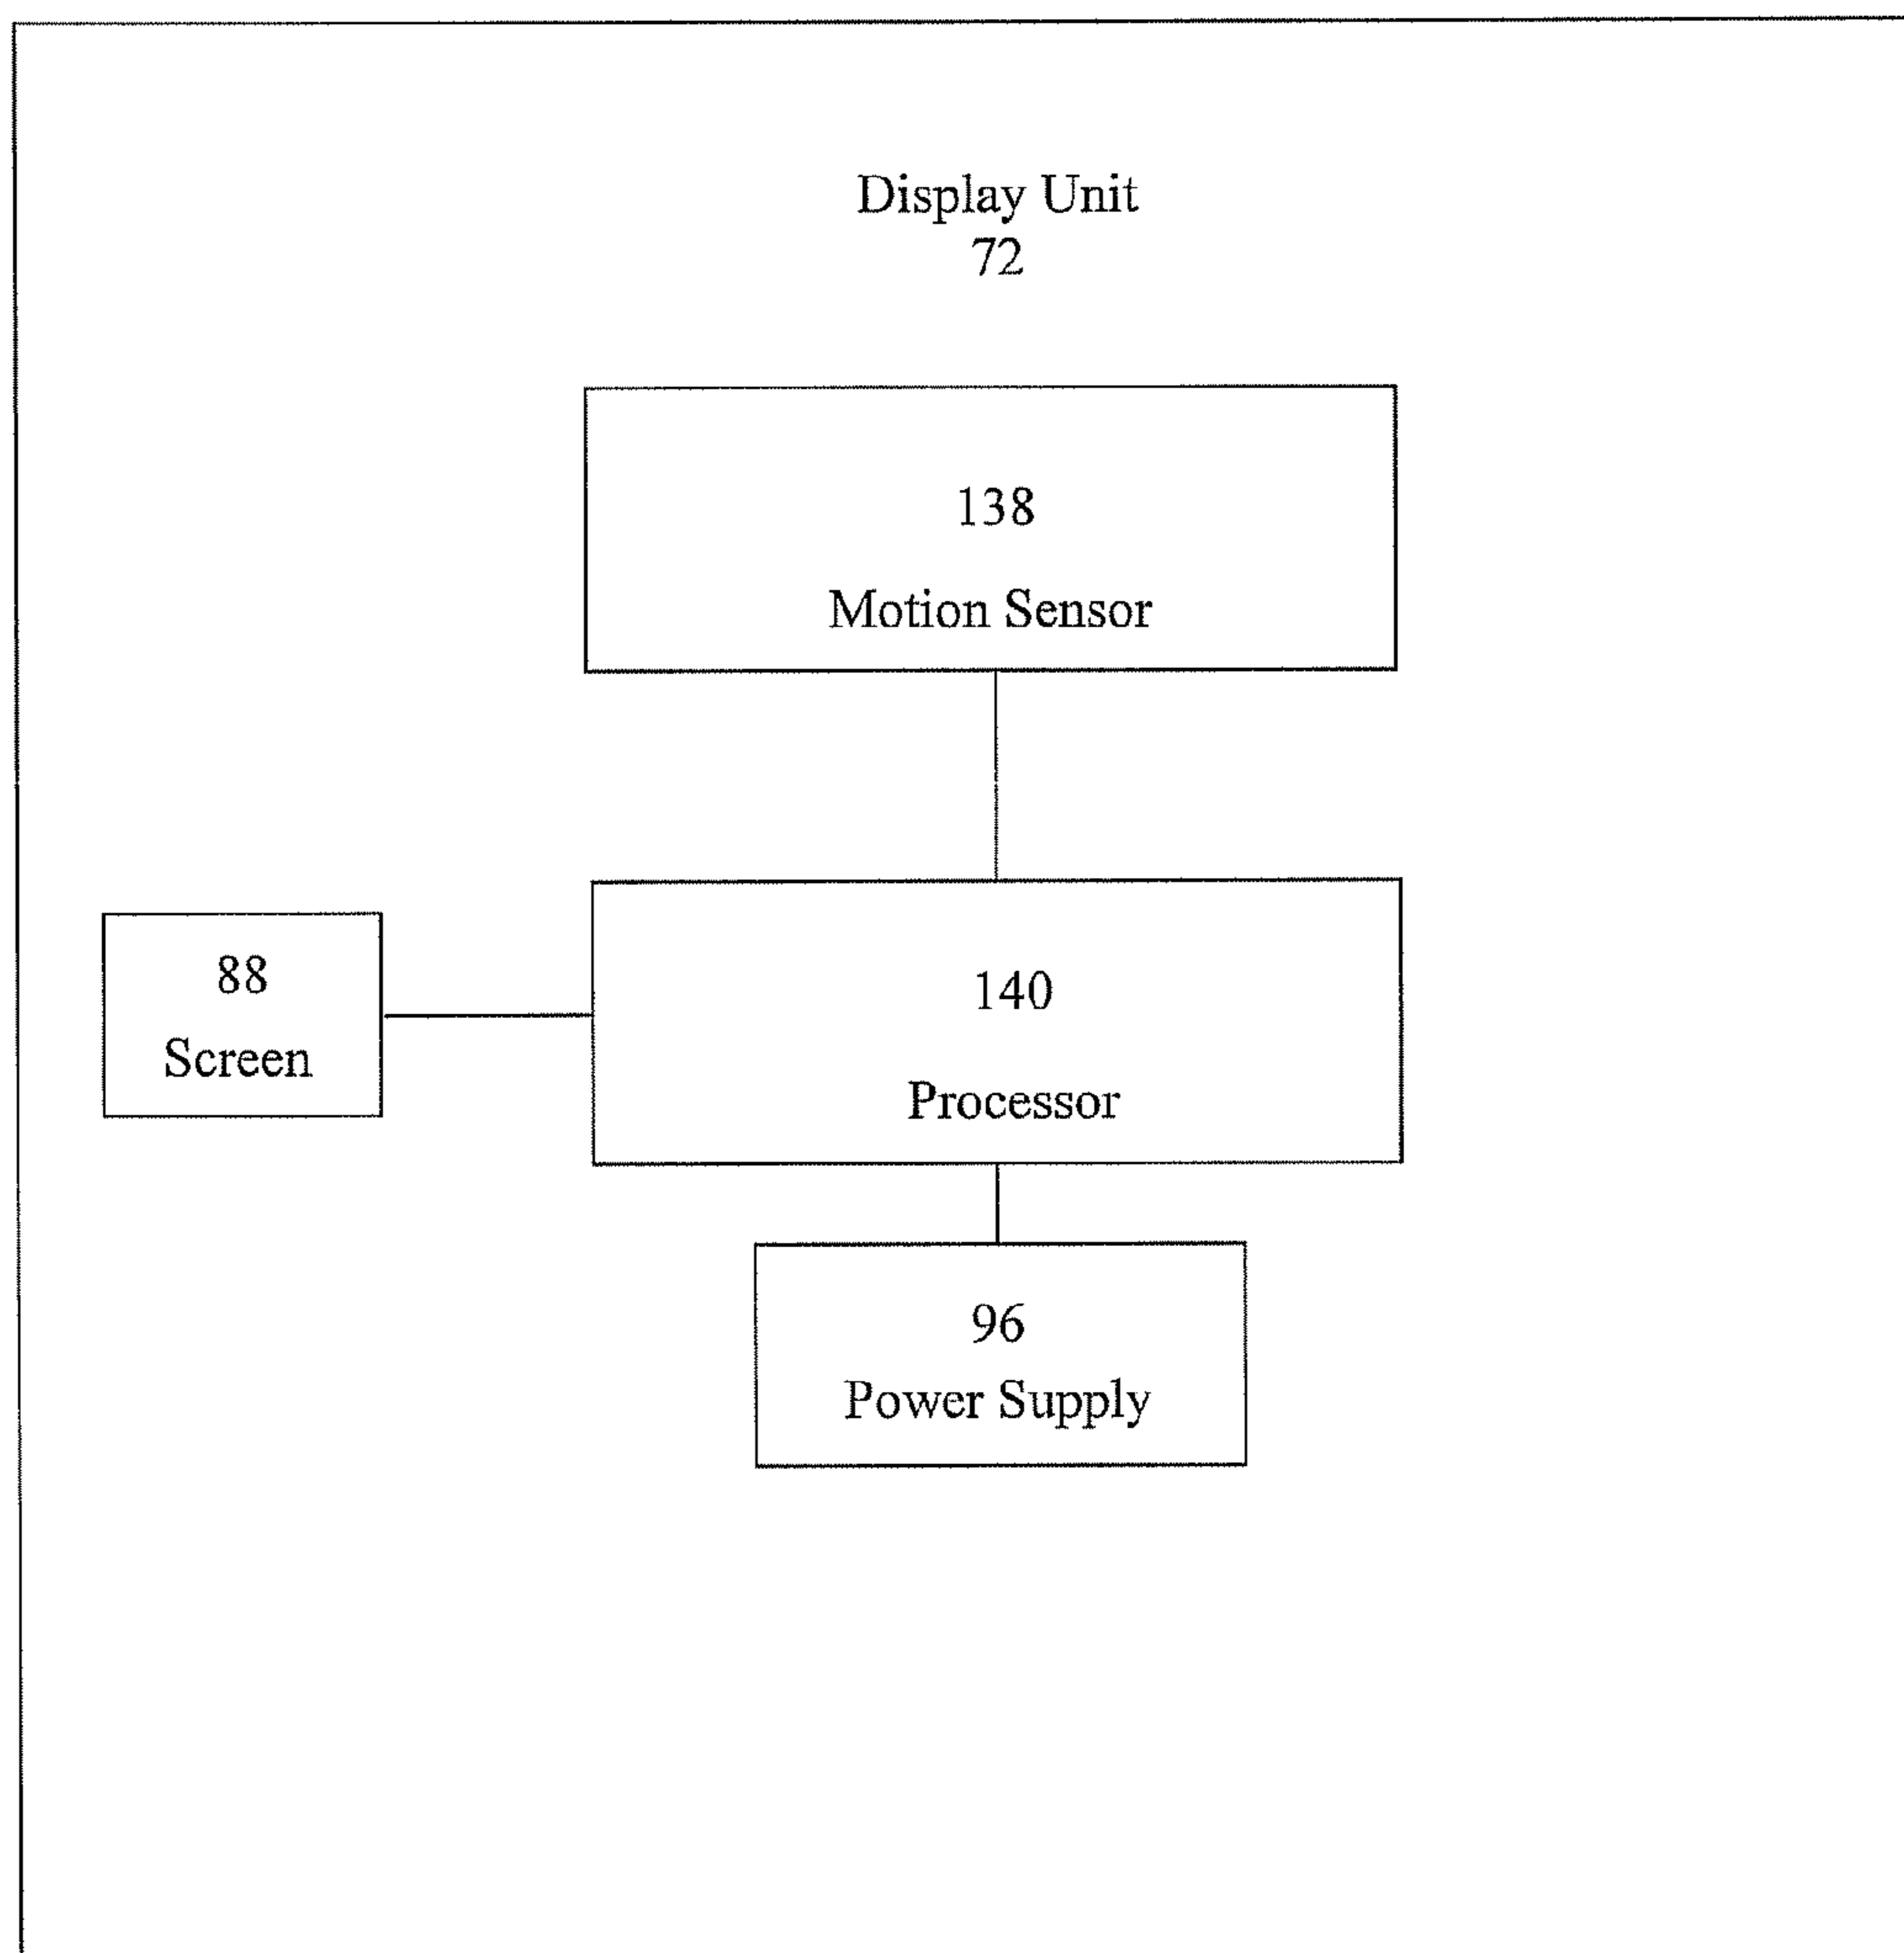 Display Unit
72
138
Motion Sensor
88
Screen
140
Processor
96
Power Supply